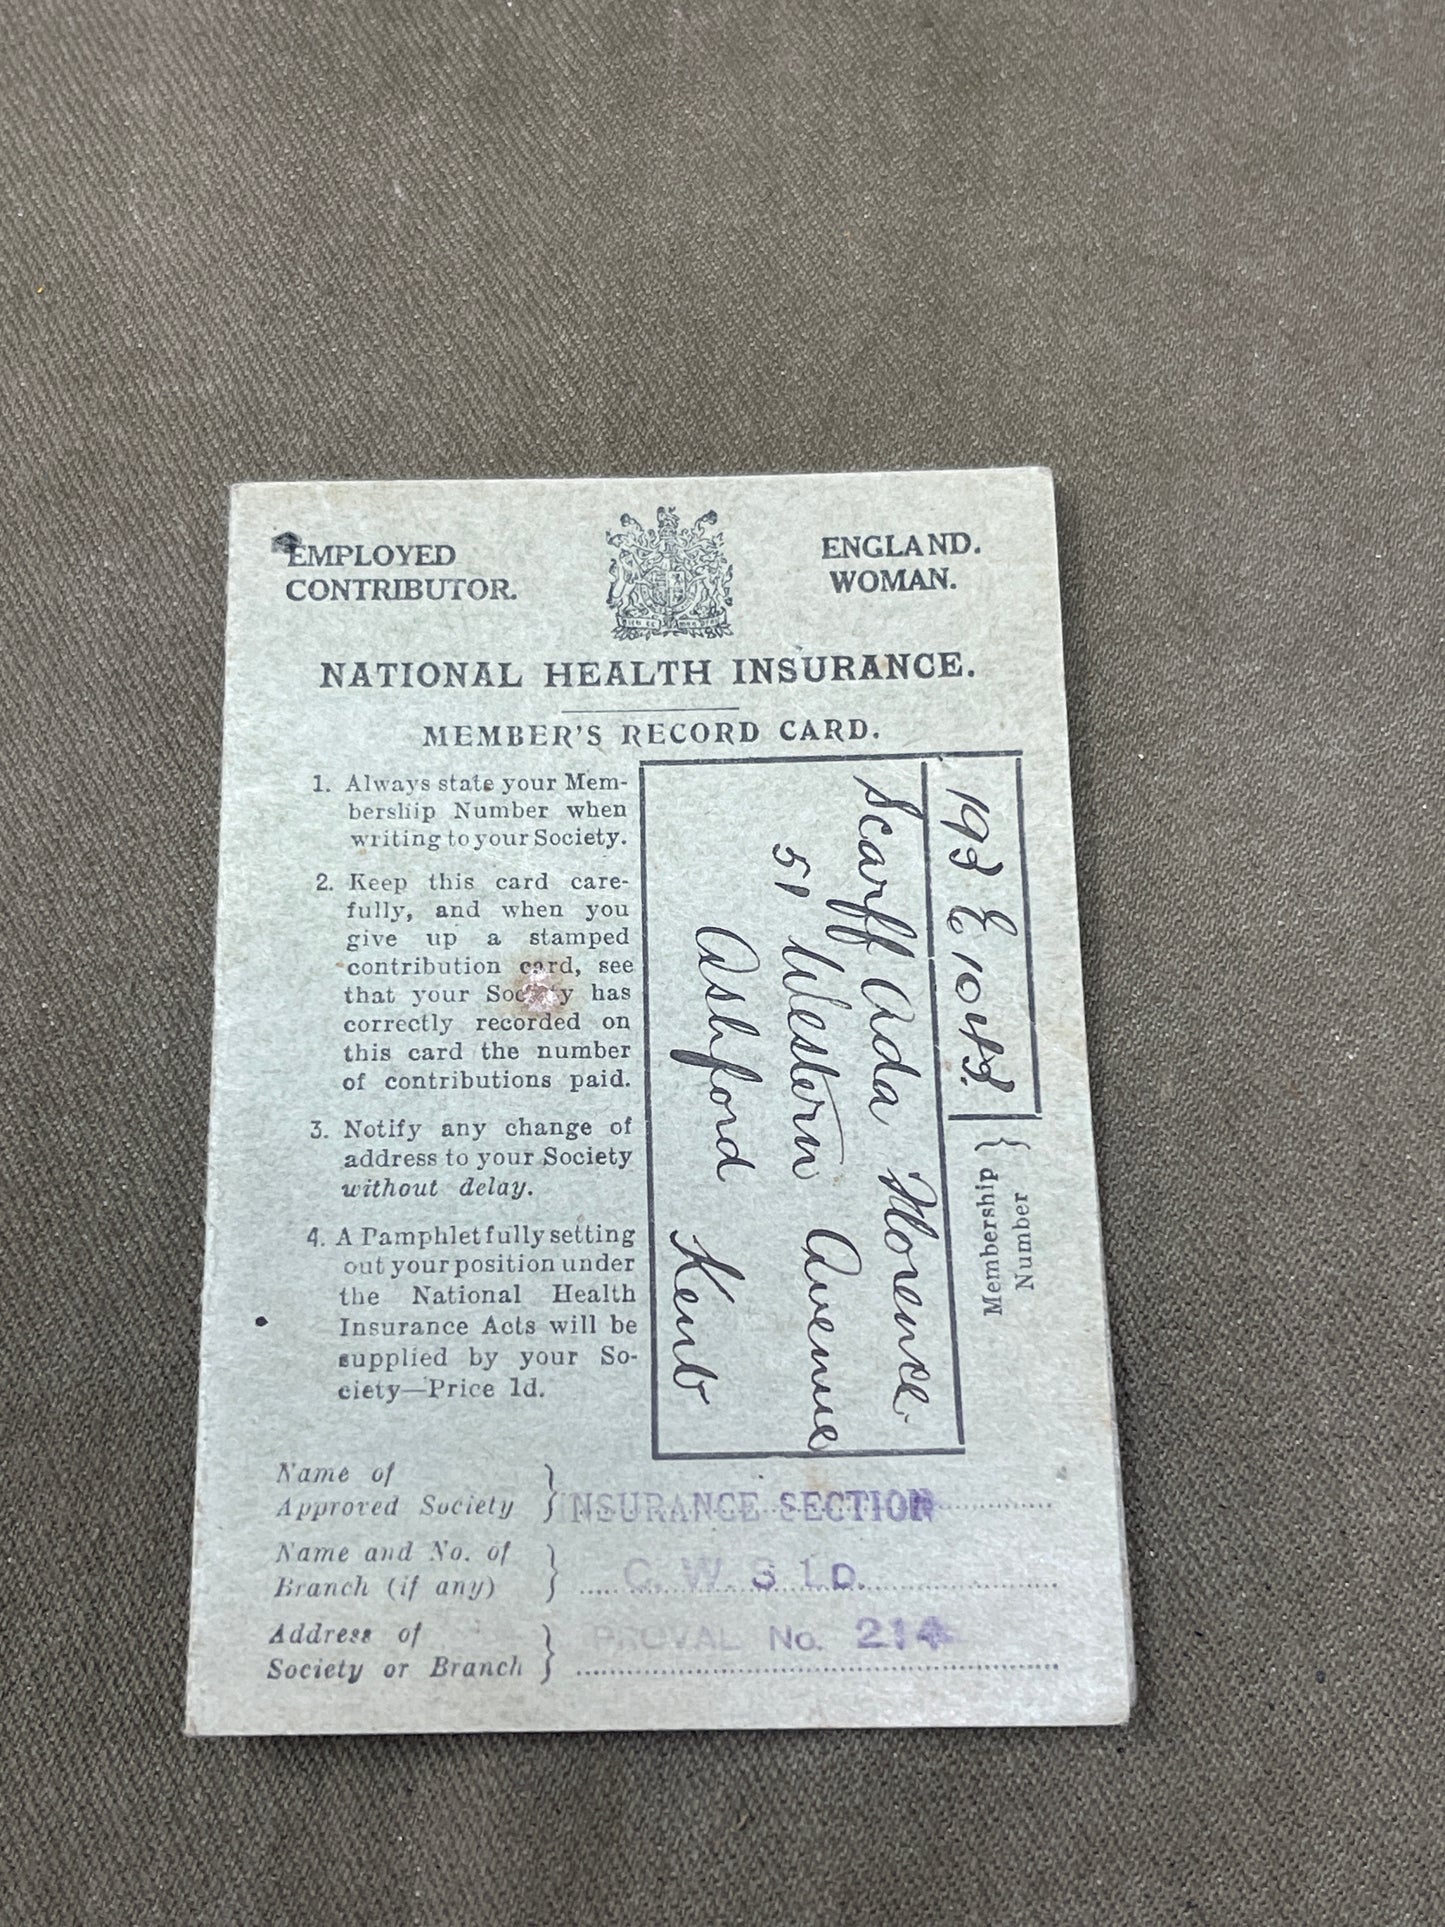 EMPLOYED
CONTRIBUTOR.
ENGLAND.
WOMAN.
NATIONAL HEALTH INSURANCE.
MEMBER'S RECORD CARD.
1. Always state your Mem-
bership Number when
writing to your Society.
2. Keep this card care-
fully, and when you
give up a stamped
contribution card, see
that your Society has
correctly recorded on
this card the number
of contributions paid.
3. Notify any change of
address to your Society
without delay.
4. A Pamphlet fully setting
out your position under
the National Health
Insurance Acts will be
supplied by your So-
ciety—Price 1d.
Membership
Number
Scarff Ada Florence.
51 Western Avenue
Ashford Kent
Name of
Approved Society
INSURANCE SECTION
Name and No. of
Branch (if any)
C. W. S. LD.
Address of
Society or Branch
PROVAL No. 214